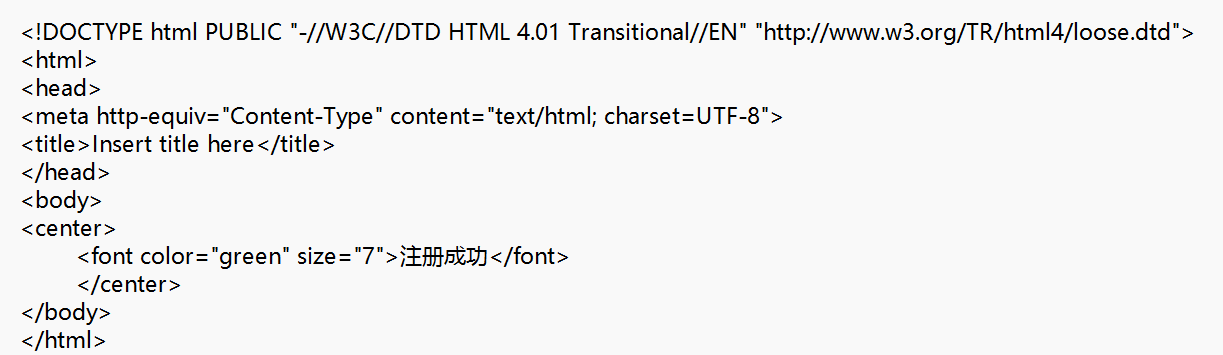 <!DOCTYPE html PUBLIC "-//W3C//DTD HTML 4.01 Transitional//EN" "http://www.w3.org/TR/html4/loose.dtd">
<html>
<head>
<meta http-equiv="Content-Type" content="text/html; charset=UTF-8">
<title>Insert title here</title>
</head>
<body>
<center>
<font color="green" size="7">注册成功</font>
</center>
</body>
</html>